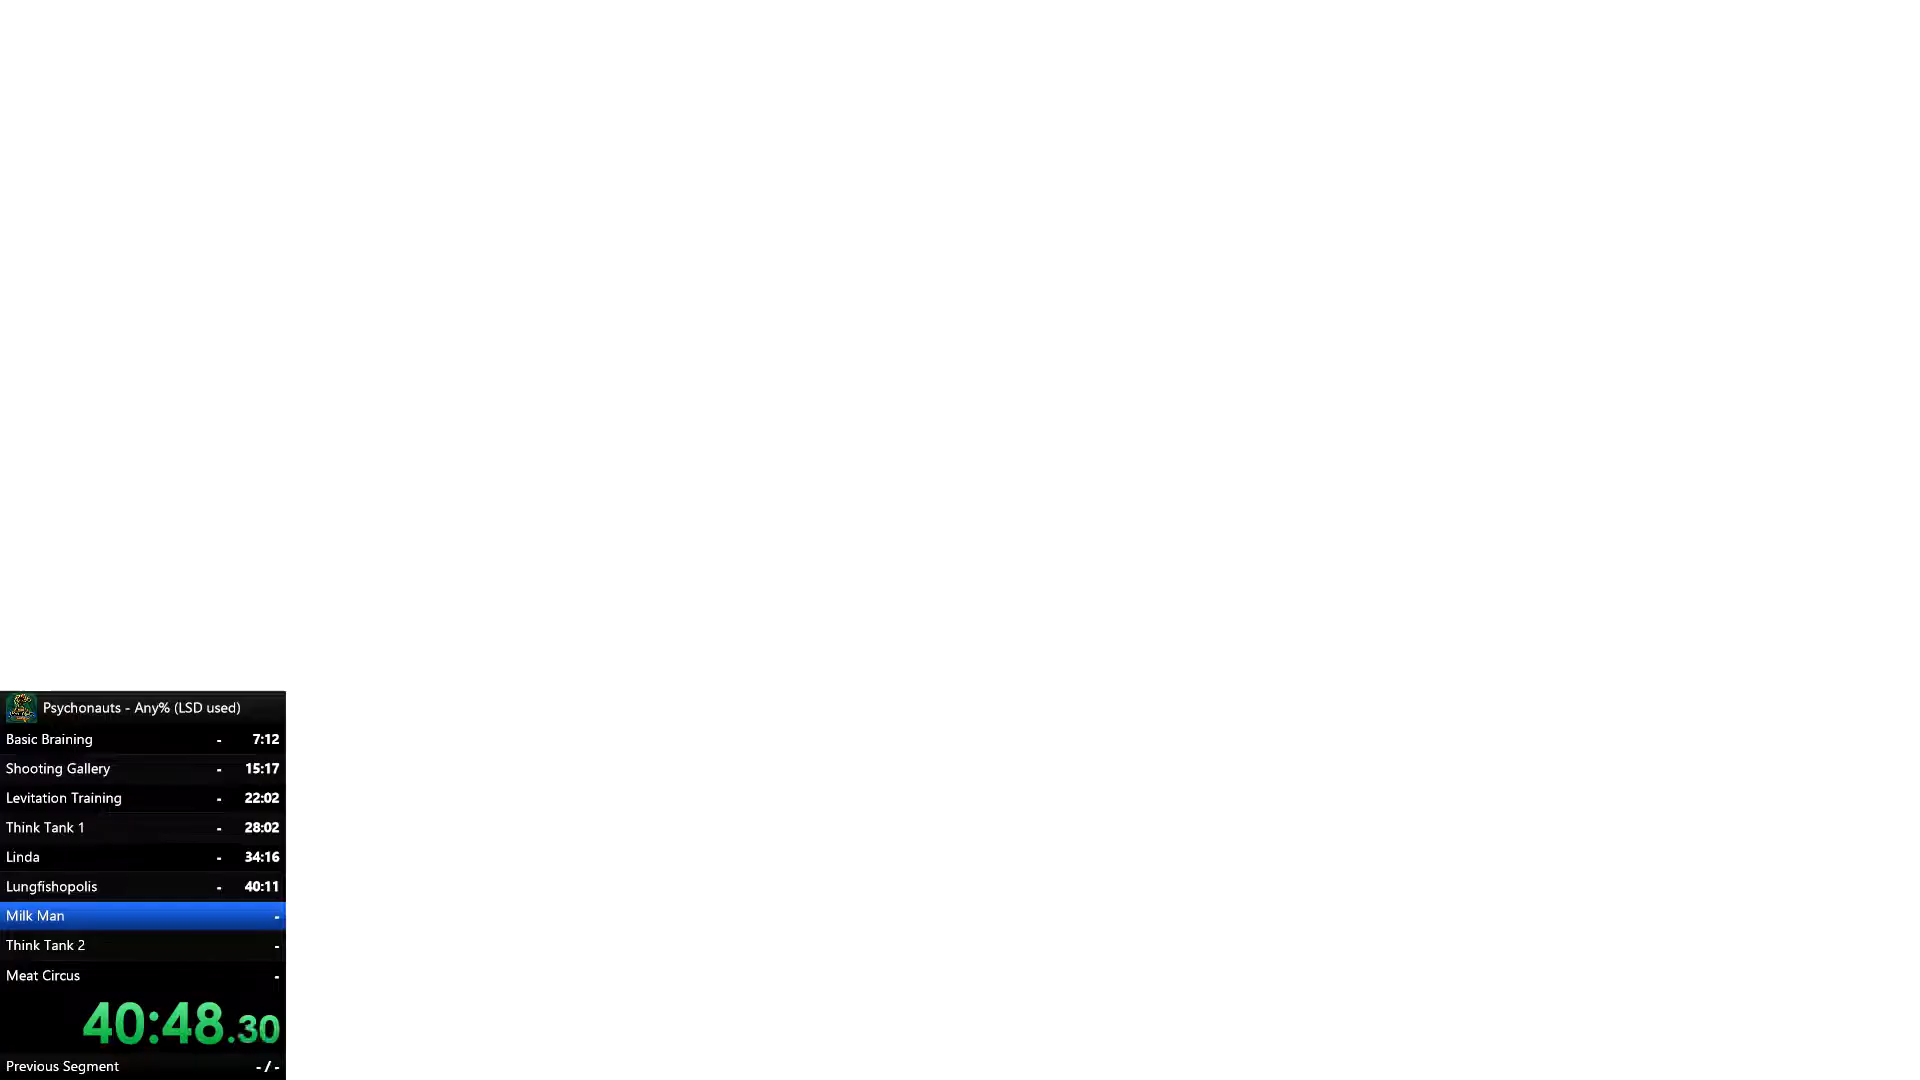 Psychonauts - Any% (LSD used)
Basic Braining - 7:12
Shooting Gallery - 15:17
Levitation Training - 22:02
Think Tank 1 - 28:02
Linda - 34:16
Lungfishopolis - 40:11
Milk Man -
Think Tank 2 -
Meat Circus -
40:48.30
Previous Segment - / -